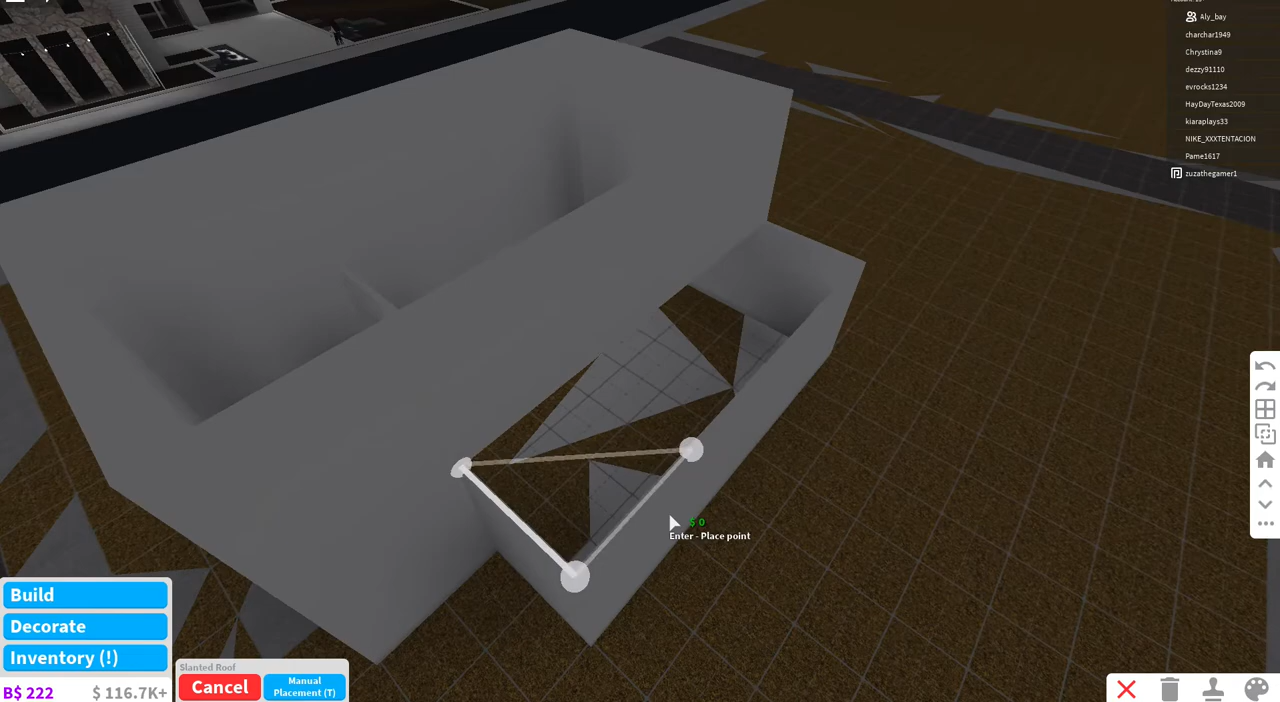 Aly_bay
charchar1949
Chrystina9
dezzy91110
evrocks1234
HayDayTexas2009
kiaraplays33
NIKE_XXXTENTACION
Pame1617
zuzathegamer1
$ 0
Enter - Place point
Build
Decorate
Inventory (!)
B$ 222
$ 116.7K+
Slanted Roof
Cancel
Manual
Placement (T)